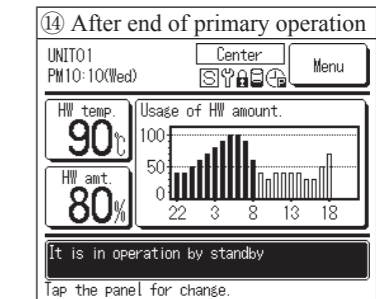 ⑭ After end of primary operation
UNIT01
Center
Menu
PM10:10(Wed)
HW temp.
90℃
HW amt.
80%
Usage of HW amount.
100
50
0
22 3 8 13 18
It is in operation by standby
Tap the panel for change.